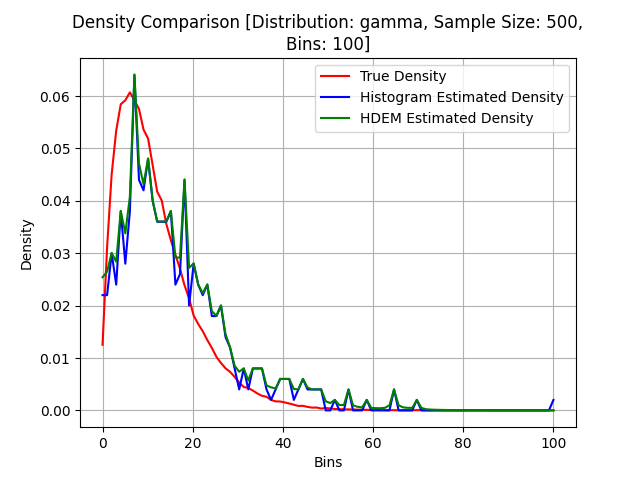 Density Comparison [Distribution: gamma, Sample Size: 500,
Bins: 100]
True Density
Histogram Estimated Density
HDEM Estimated Density
Density
0.06
0.05
0.04
0.03
0.02
0.01
0.00
0 20 40 60 80 100
Bins